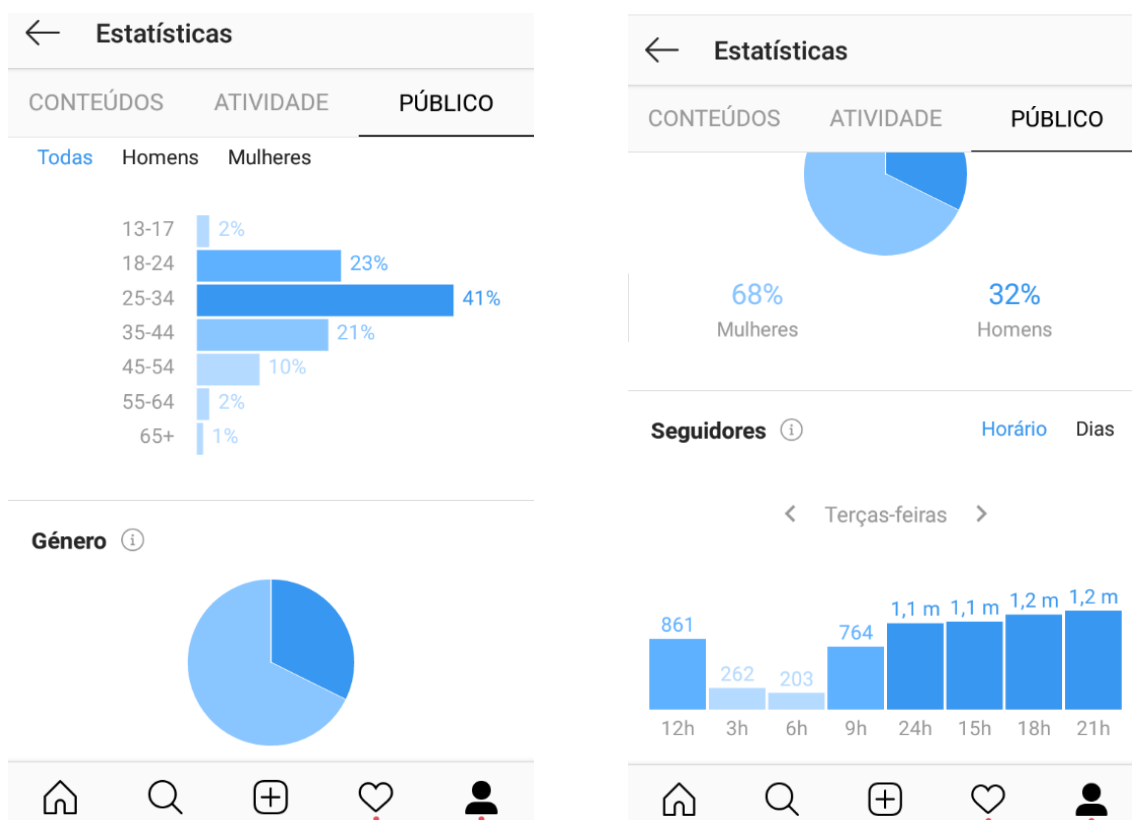 Estatísticas
CONTEÚDOS ATIVIDADE PÚBLICO
Todas Homens Mulheres
13-17 2%
18-24 23%
25-34 41%
35-44 21%
45-54 10%
55-64 2%
65+ 1%
Género i
Estatísticas
CONTEÚDOS ATIVIDADE PÚBLICO
68% 32%
Mulheres Homens
Seguidores i Horário Dias
Terças-feiras
861 262 203 764 1,1 m 1,1 m 1,2 m 1,2 m
12h 3h 6h 9h 24h 15h 18h 21h